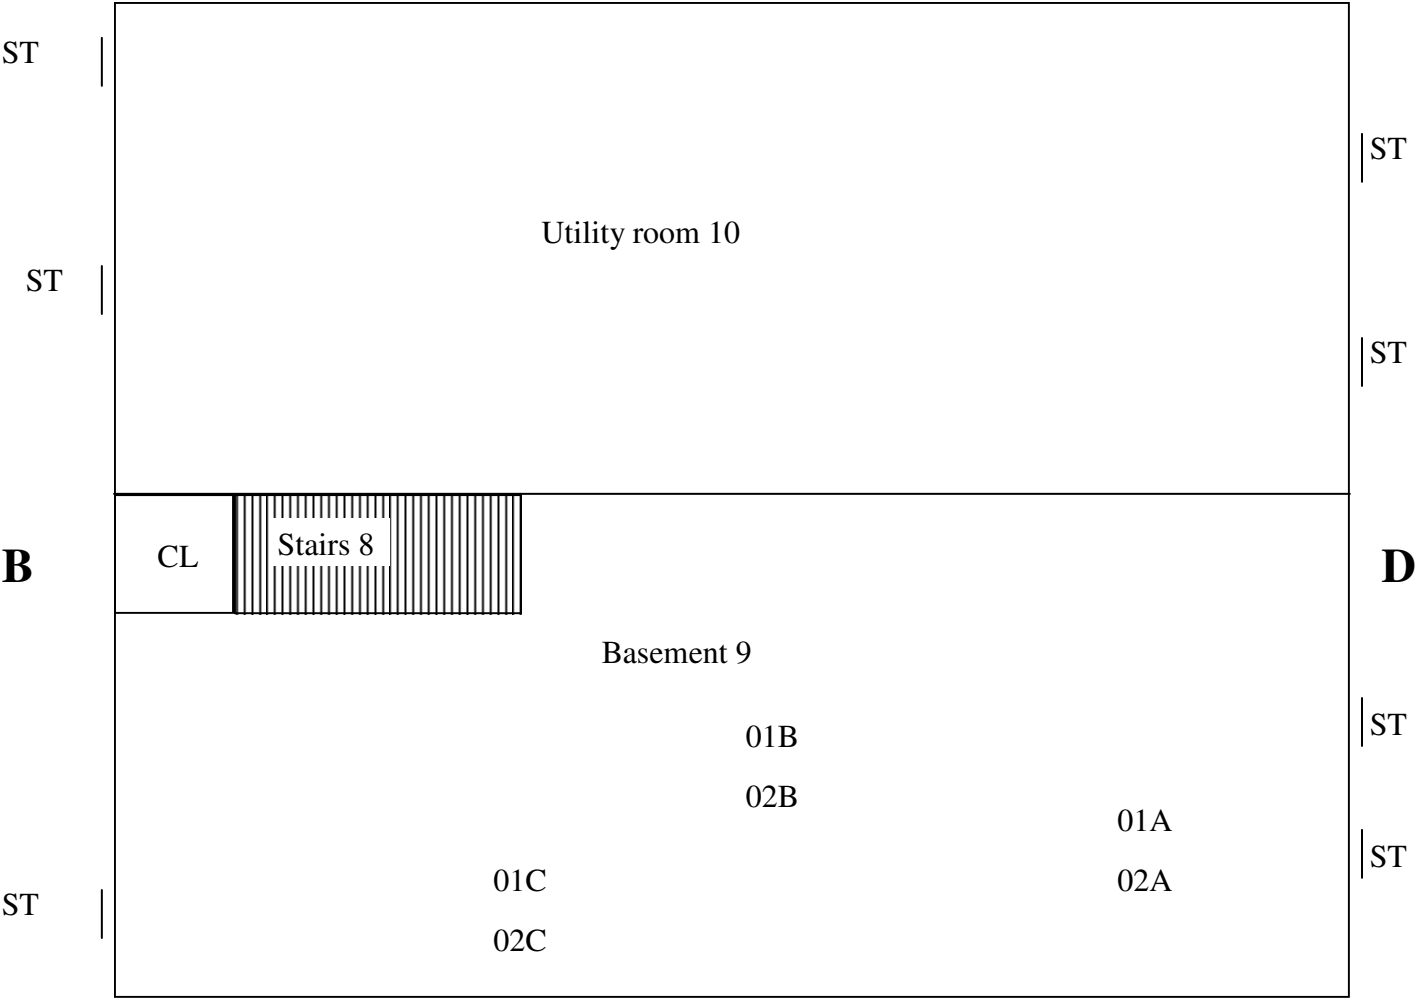 ST
ST
Utility room 10
ST
ST
Stairs 8
CL
B
D
Basement 9
ST
01B
02B
01A
ST
01C
02A
ST
02C